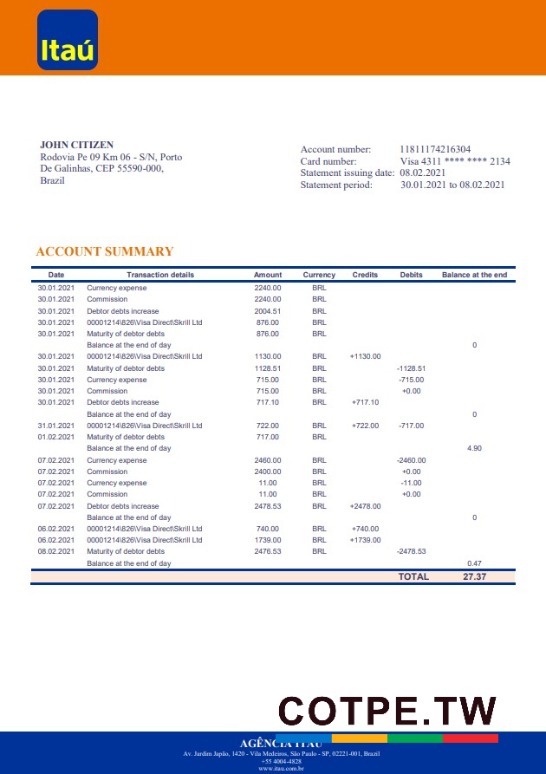 Itaú
JOHN CITIZEN
Rodovia Pe 09 Km 06 - S/N, Porto
De Galinhas, CEP 55590-000,
Brazil
Account number: 11811174216304
Card number: Visa 4311 **** **** 2134
Statement issuing date: 08.02.2021
Statement period: 30.01.2021 to 08.02.2021
ACCOUNT SUMMARY
Date Transaction details Amount Currency Credits Debits Balance at the end
30.01.2021 Currency expense 2240.00 BRL
30.01.2021 Commission 2240.00 BRL
30.01.2021 Debtor debts increase 2004.51 BRL
30.01.2021 00001214\826\Visa Direct\Skrill Ltd 876.00 BRL
30.01.2021 Maturity of debtor debts 876.00 BRL
Balance at the end of day 0
30.01.2021 00001214\826\Visa Direct\Skrill Ltd 1130.00 BRL +1130.00
30.01.2021 Maturity of debtor debts 1128.51 BRL -1128.51
30.01.2021 Currency expense 715.00 BRL -715.00
30.01.2021 Commission 715.00 BRL +0.00
30.01.2021 Debtor debts increase 717.10 BRL +717.10
Balance at the end of day 0
31.01.2021 00001214\826\Visa Direct\Skrill Ltd 722.00 BRL +722.00 -717.00
01.02.2021 Maturity of debtor debts 717.00 BRL
Balance at the end of day 4.90
07.02.2021 Currency expense 2460.00 BRL -2460.00
07.02.2021 Commission 2400.00 BRL +0.00
07.02.2021 Currency expense 11.00 BRL -11.00
07.02.2021 Commission 11.00 BRL +0.00
07.02.2021 Debtor debts increase 2478.53 BRL +2478.00
Balance at the end of day 0
06.02.2021 00001214\826\Visa Direct\Skrill Ltd 740.00 BRL +740.00
06.02.2021 00001214\826\Visa Direct\Skrill Ltd 1739.00 BRL +1739.00
08.02.2021 Maturity of debtor debts 2476.53 BRL -2478.53
Balance at the end of day 0.47
TOTAL 27.37
COTPE.TW
AGÊNCIA ITAÚ
Av. Jardim Japão, 1420 - Vila Medeiros, São Paulo - SP, 02221-001, Brazil
+55 4004-4828
www.itau.com.br